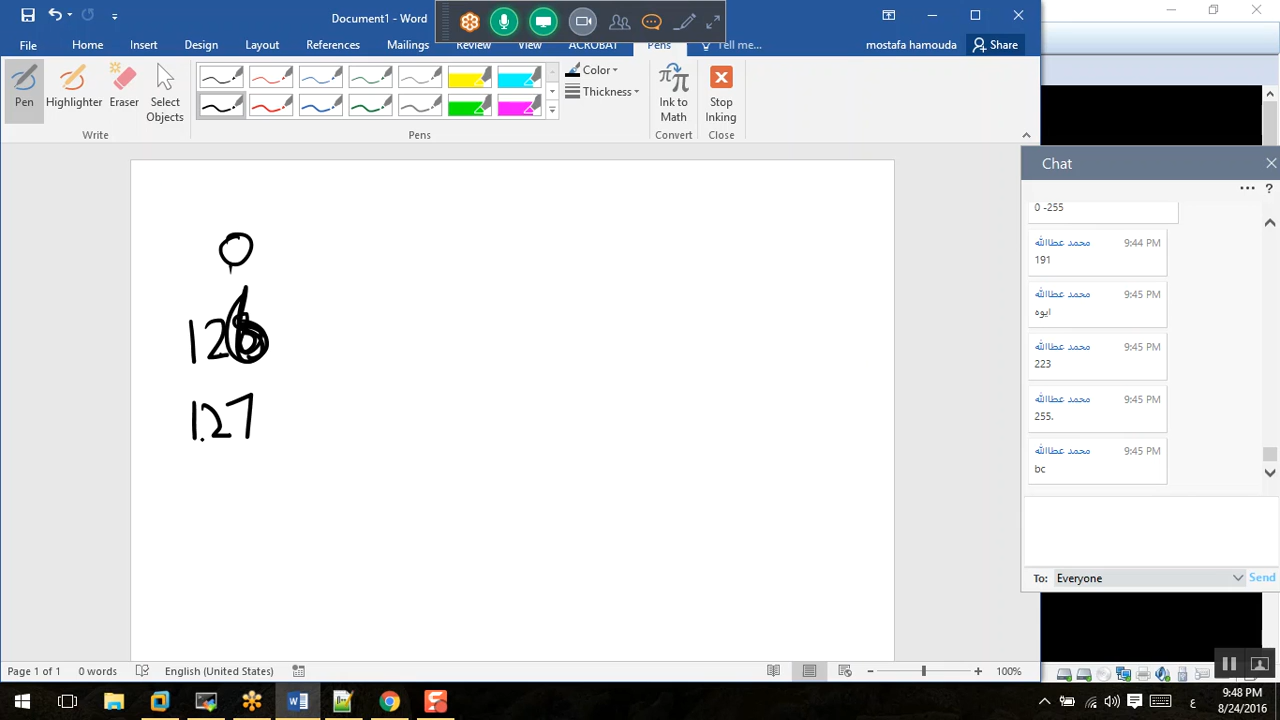 Document1 - Word
File
Home
Insert
Design
Layout
References
Mailings
Review
View
ACROBAT
Pens
Tell me...
mostafa hamouda
Share
Pen
Highlighter
Eraser
Select Objects
Color
Thickness
Ink to Math
Stop Inking
Write
Pens
Convert
Close
0
126
127
Chat
?
0 -255
محمد عطاالله 9:44 PM
191
محمد عطاالله 9:45 PM
ايوه
محمد عطاالله 9:45 PM
223
محمد عطاالله 9:45 PM
255.
محمد عطاالله 9:45 PM
bc
To: Everyone Send
Page 1 of 1 0 words English (United States) 100%
ع
9:48 PM
8/24/2016